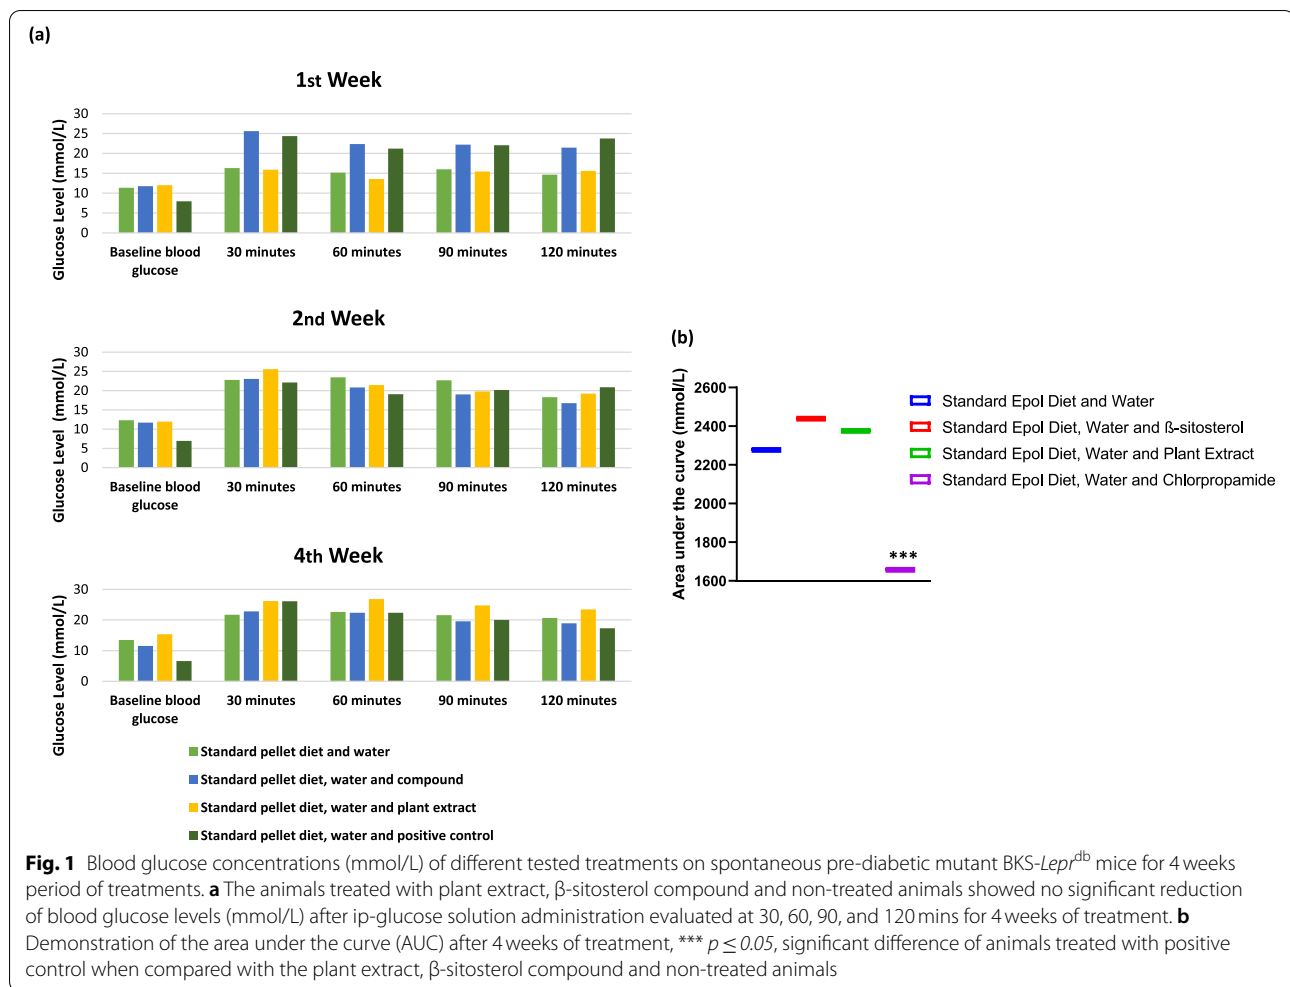 (a)
1st Week
Glucose Level (mmol/L)
30
25
20
15
10
5
0
Baseline blood glucose
30 minutes
60 minutes
90 minutes
120 minutes
2nd Week
Glucose Level (mmol/L)
30
25
20
15
10
5
0
Baseline blood glucose
30 minutes
60 minutes
90 minutes
120 minutes
4th Week
Glucose Level (mmol/L)
30
20
10
0
Baseline blood glucose
30 minutes
60 minutes
90 minutes
120 minutes
Standard pellet diet and water
Standard pellet diet, water and compound
Standard pellet diet, water and plant extract
Standard pellet diet, water and positive control
(b)
Area under the curve (mmol/L)
2600
2400
2200
2000
1800
1600
***
Standard Epol Diet and Water
Standard Epol Diet, Water and ß-sitosterol
Standard Epol Diet, Water and Plant Extract
Standard Epol Diet, Water and Chlorpropamide
Fig. 1 Blood glucose concentrations (mmol/L) of different tested treatments on spontaneous pre-diabetic mutant BKS-Lepr^db mice for 4 weeks
period of treatments. a The animals treated with plant extract, β-sitosterol compound and non-treated animals showed no significant reduction
of blood glucose levels (mmol/L) after ip-glucose solution administration evaluated at 30, 60, 90, and 120 mins for 4 weeks of treatment. b
Demonstration of the area under the curve (AUC) after 4 weeks of treatment, *** p ≤ 0.05, significant difference of animals treated with positive
control when compared with the plant extract, β-sitosterol compound and non-treated animals